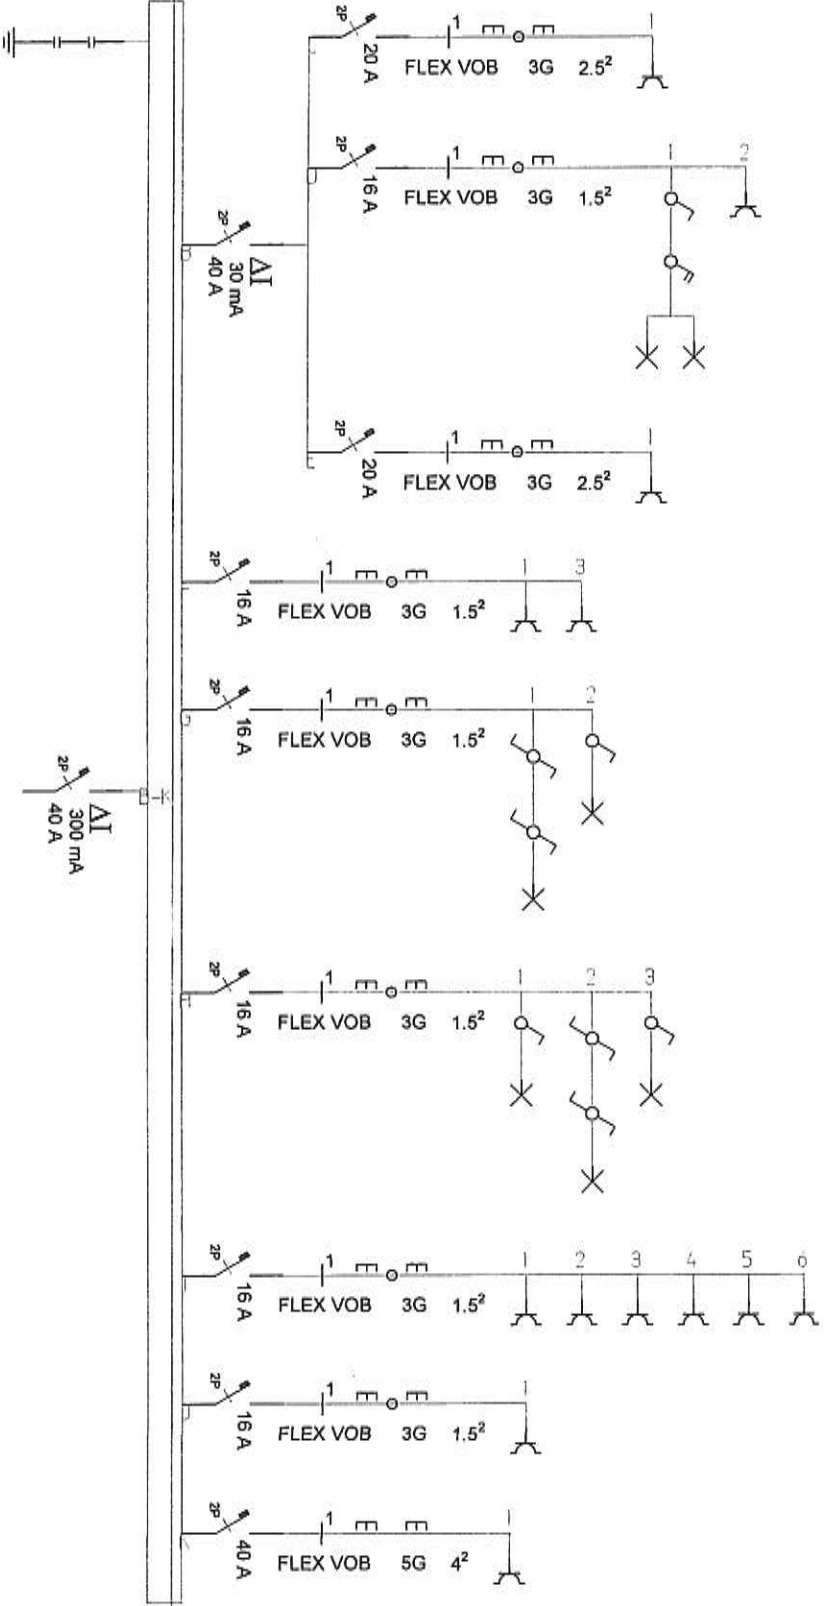 1
2P
20 A
FLEX VOB 3G 2.5²
1
1
2
2P
16 A
FLEX VOB 3G 1.5²
2P
B
ΔI
30 mA
40 A
1
1
2P
20 A
FLEX VOB 3G 2.5²
1
1
3
2P
16 A
FLEX VOB 3G 1.5²
1
1
2
2P
16 A
FLEX VOB 3G 1.5²
2P
ΔI
300 mA
40 A
1
1
2
3
2P
16 A
FLEX VOB 3G 1.5²
1
1
2
3
4
5
6
2P
16 A
FLEX VOB 3G 1.5²
1
1
2P
16 A
FLEX VOB 3G 1.5²
1
1
2P
40 A
FLEX VOB 5G 4²